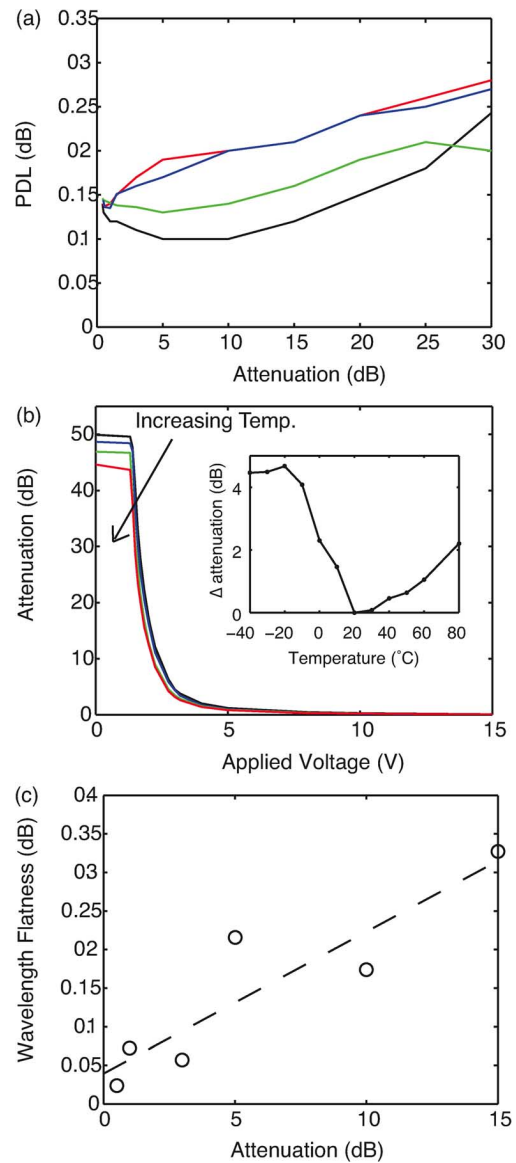 (a)
0.35
03
0.25
02
0.15
0.1
0.05
0
PDL (dB)
0 5 10 15 20 25 30
Attenuation (dB)
(b)
Increasing Temp.
50
40
30
20
10
0
Attenuation (dB)
4
2
0
Δ attenuation (dB)
−40 −20 0 20 40 60 80
Temperature (°C)
0 5 10 15
Applied Voltage (V)
(c)
04
0.35
03
0.25
02
0.15
0.1
0.05
0
Wavelength Flatness (dB)
0 5 10 15
Attenuation (dB)